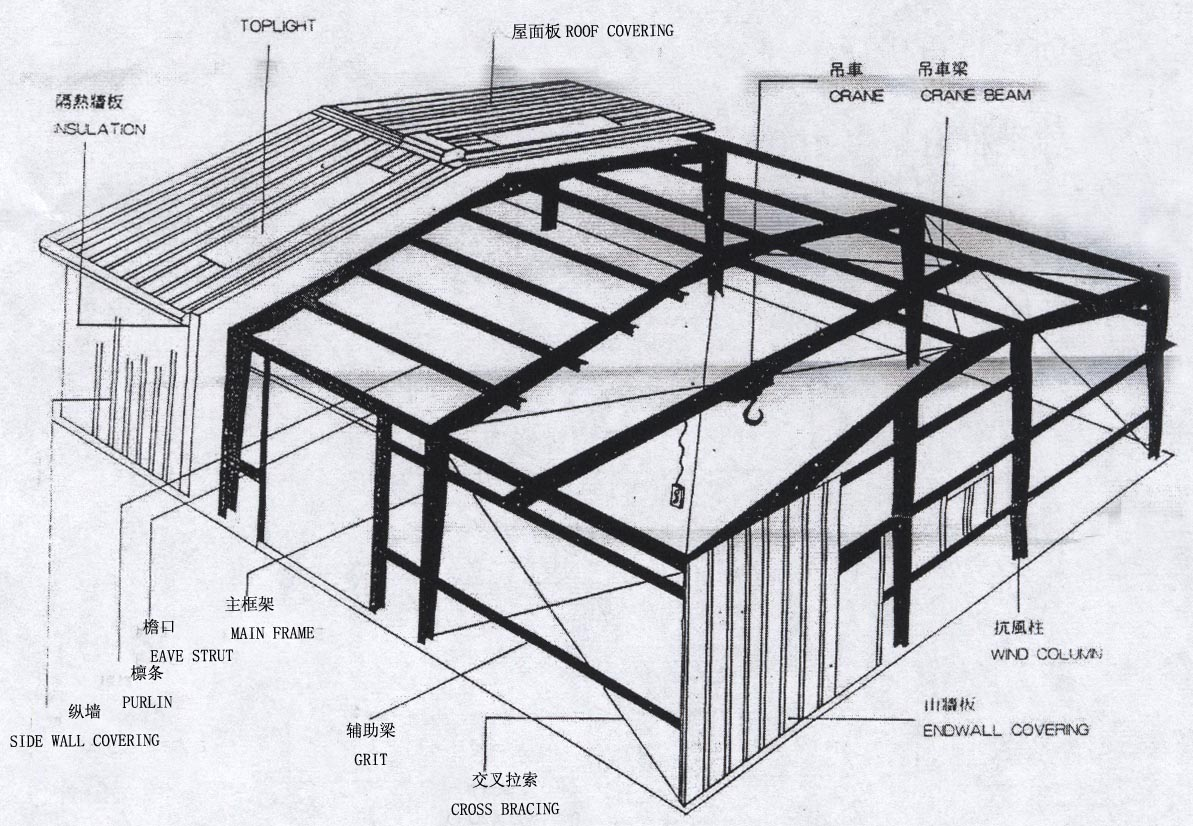 TOPLIGHT
屋面板 ROOF COVERING
吊車
CRANE
吊車梁
CRANE BEAM
隔熱牆板
INSULATION
主框架
MAIN FRAME
檐口
EAVE STRUT
檩条
PURLIN
纵墙
SIDE WALL COVERING
辅助梁
GRIT
交叉拉索
CROSS BRACING
抗風柱
WIND COLUMN
山牆板
ENDWALL COVERING